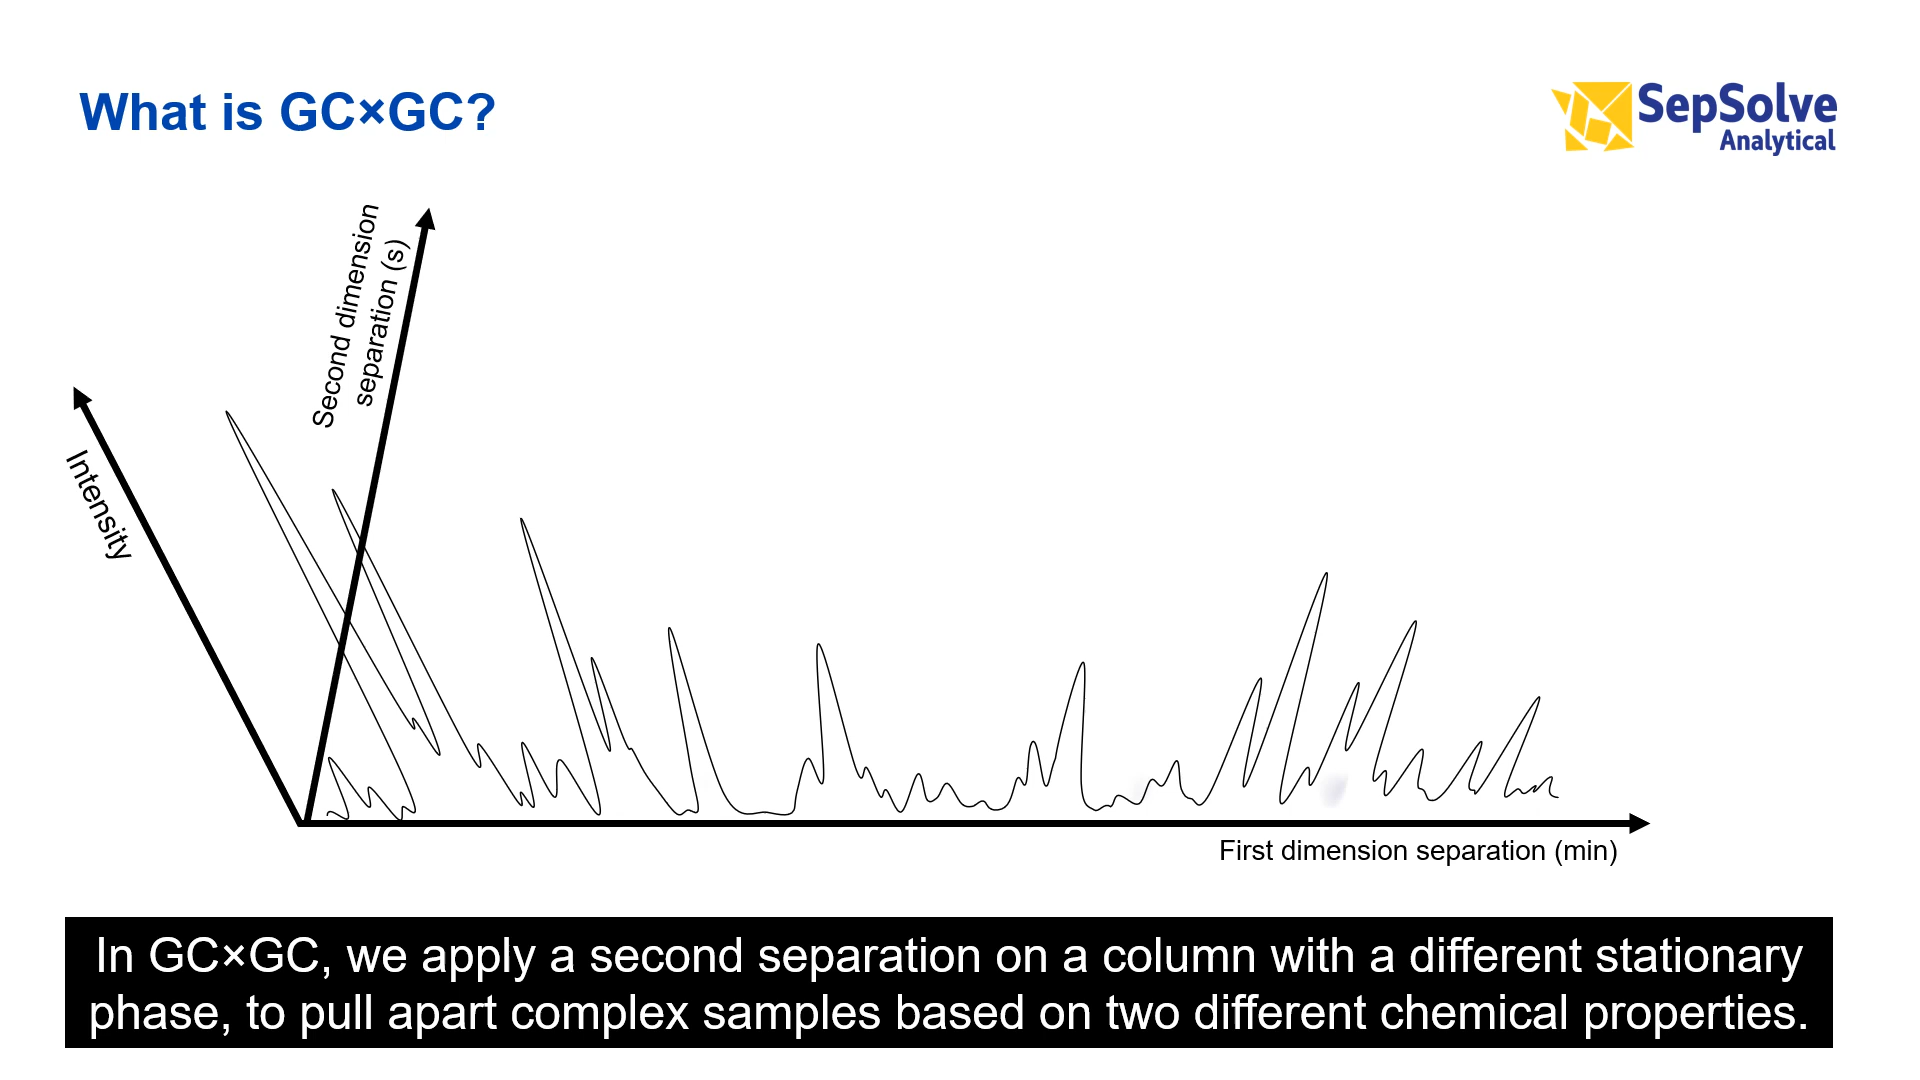 What is GC×GC?
SepSolve
Analytical
Second dimension
separation (s)
Intensity
First dimension separation (min)
In GC×GC, we apply a second separation on a column with a different stationary
phase, to pull apart complex samples based on two different chemical properties.